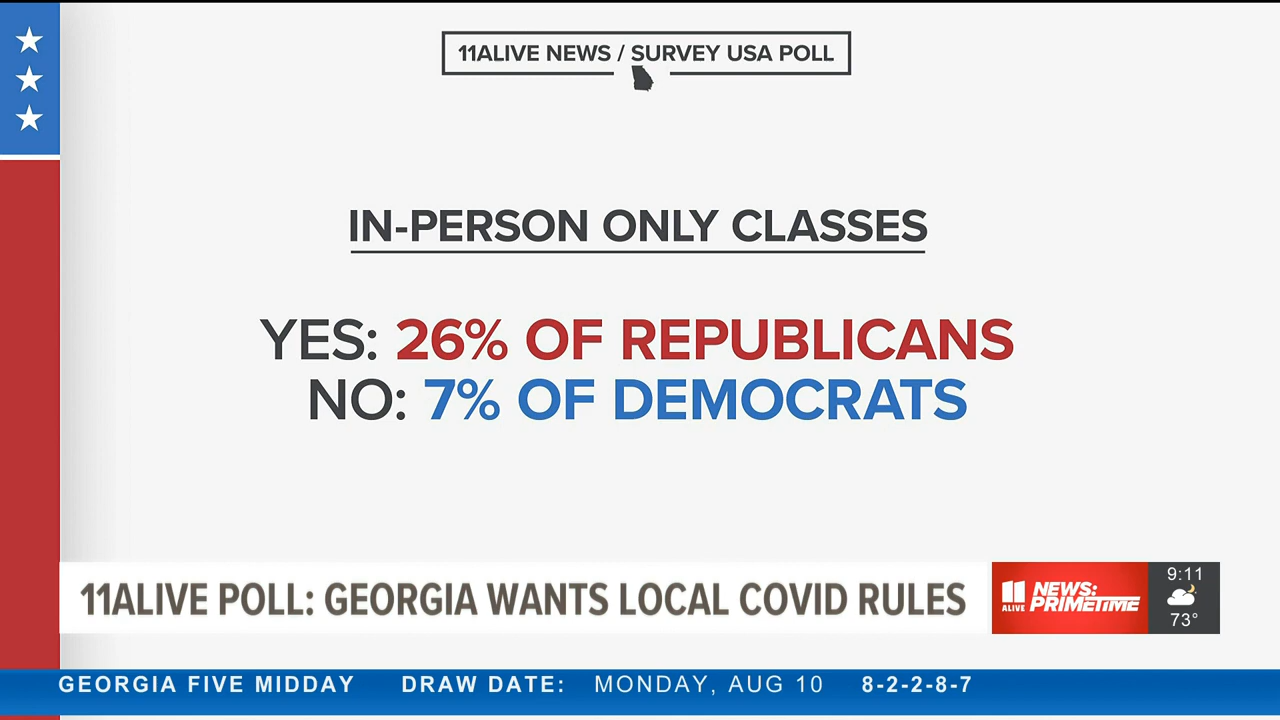 11ALIVE NEWS / SURVEY USA POLL
IN-PERSON ONLY CLASSES
YES: 26% OF REPUBLICANS
NO: 7% OF DEMOCRATS
11ALIVE POLL: GEORGIA WANTS LOCAL COVID RULES
11 ALIVE NEWS: PRIMETIME
9:11
73°
GEORGIA FIVE MIDDAY DRAW DATE: MONDAY, AUG 10 8-2-2-8-7